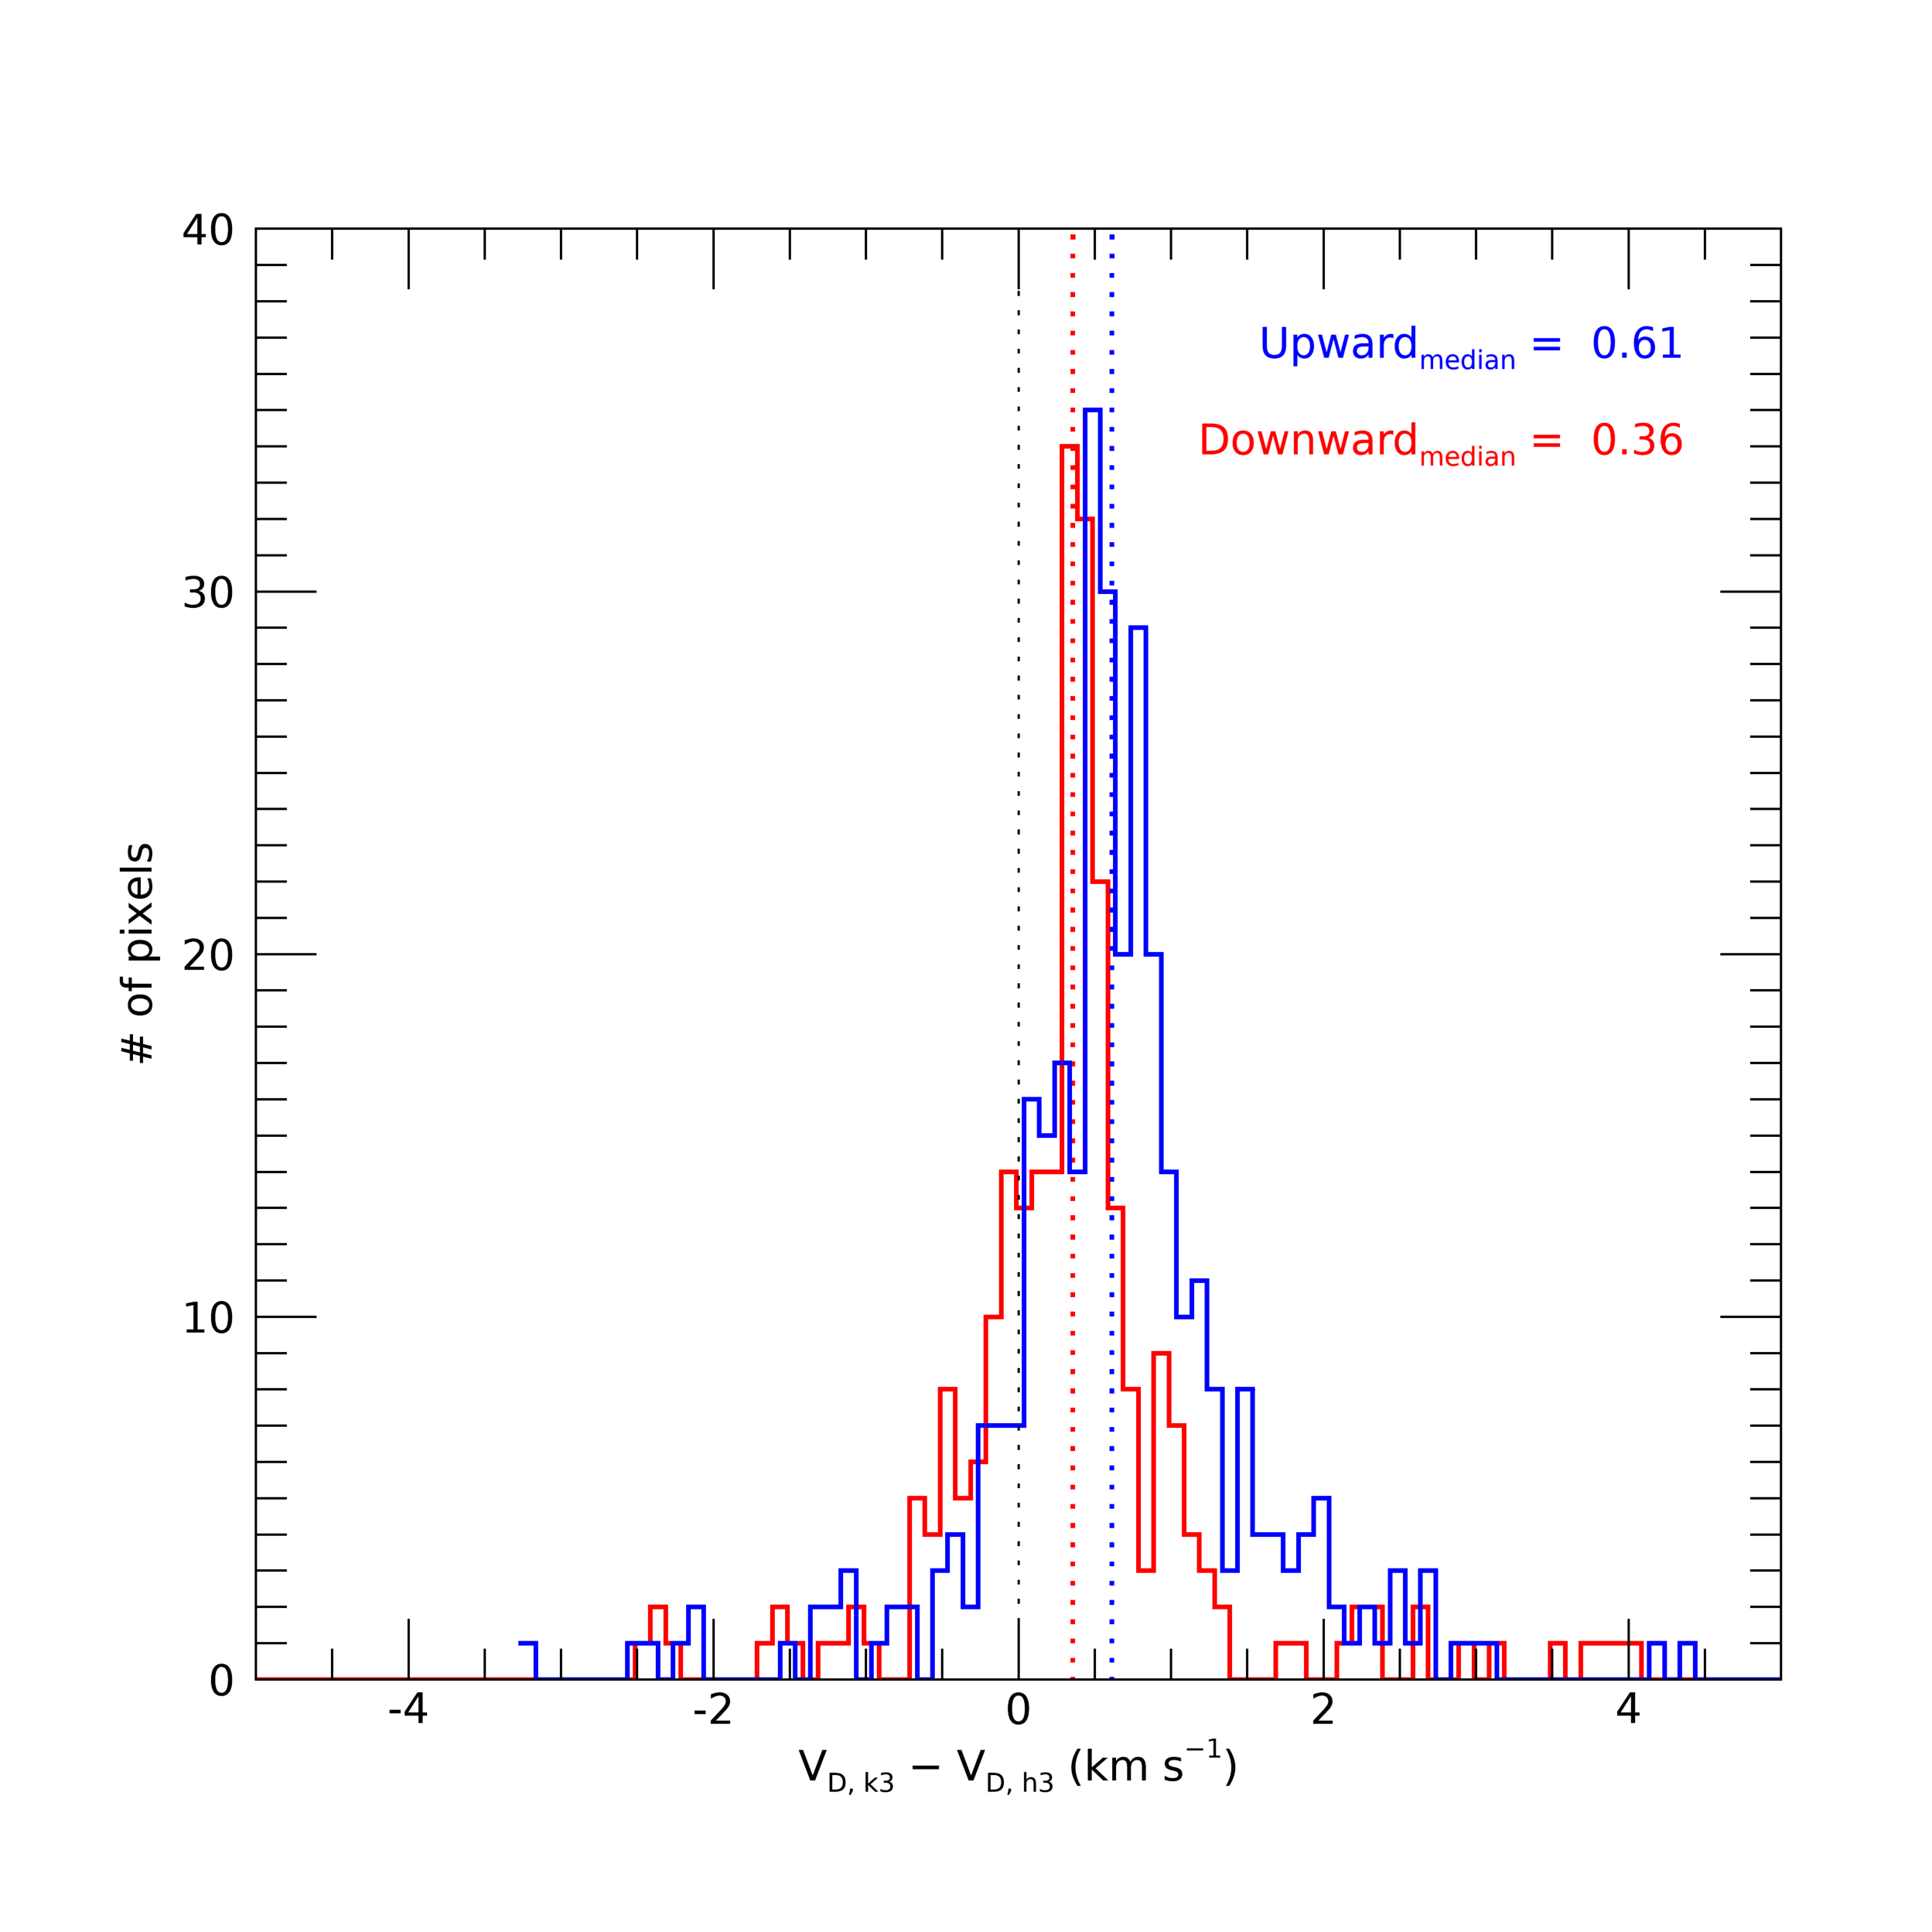 40
30
20
10
0
# of pixels
Upward_median = 0.61
Downward_median = 0.36
-4 -2 0 2 4
V_D, k3 − V_D, h3 (km s^−1)